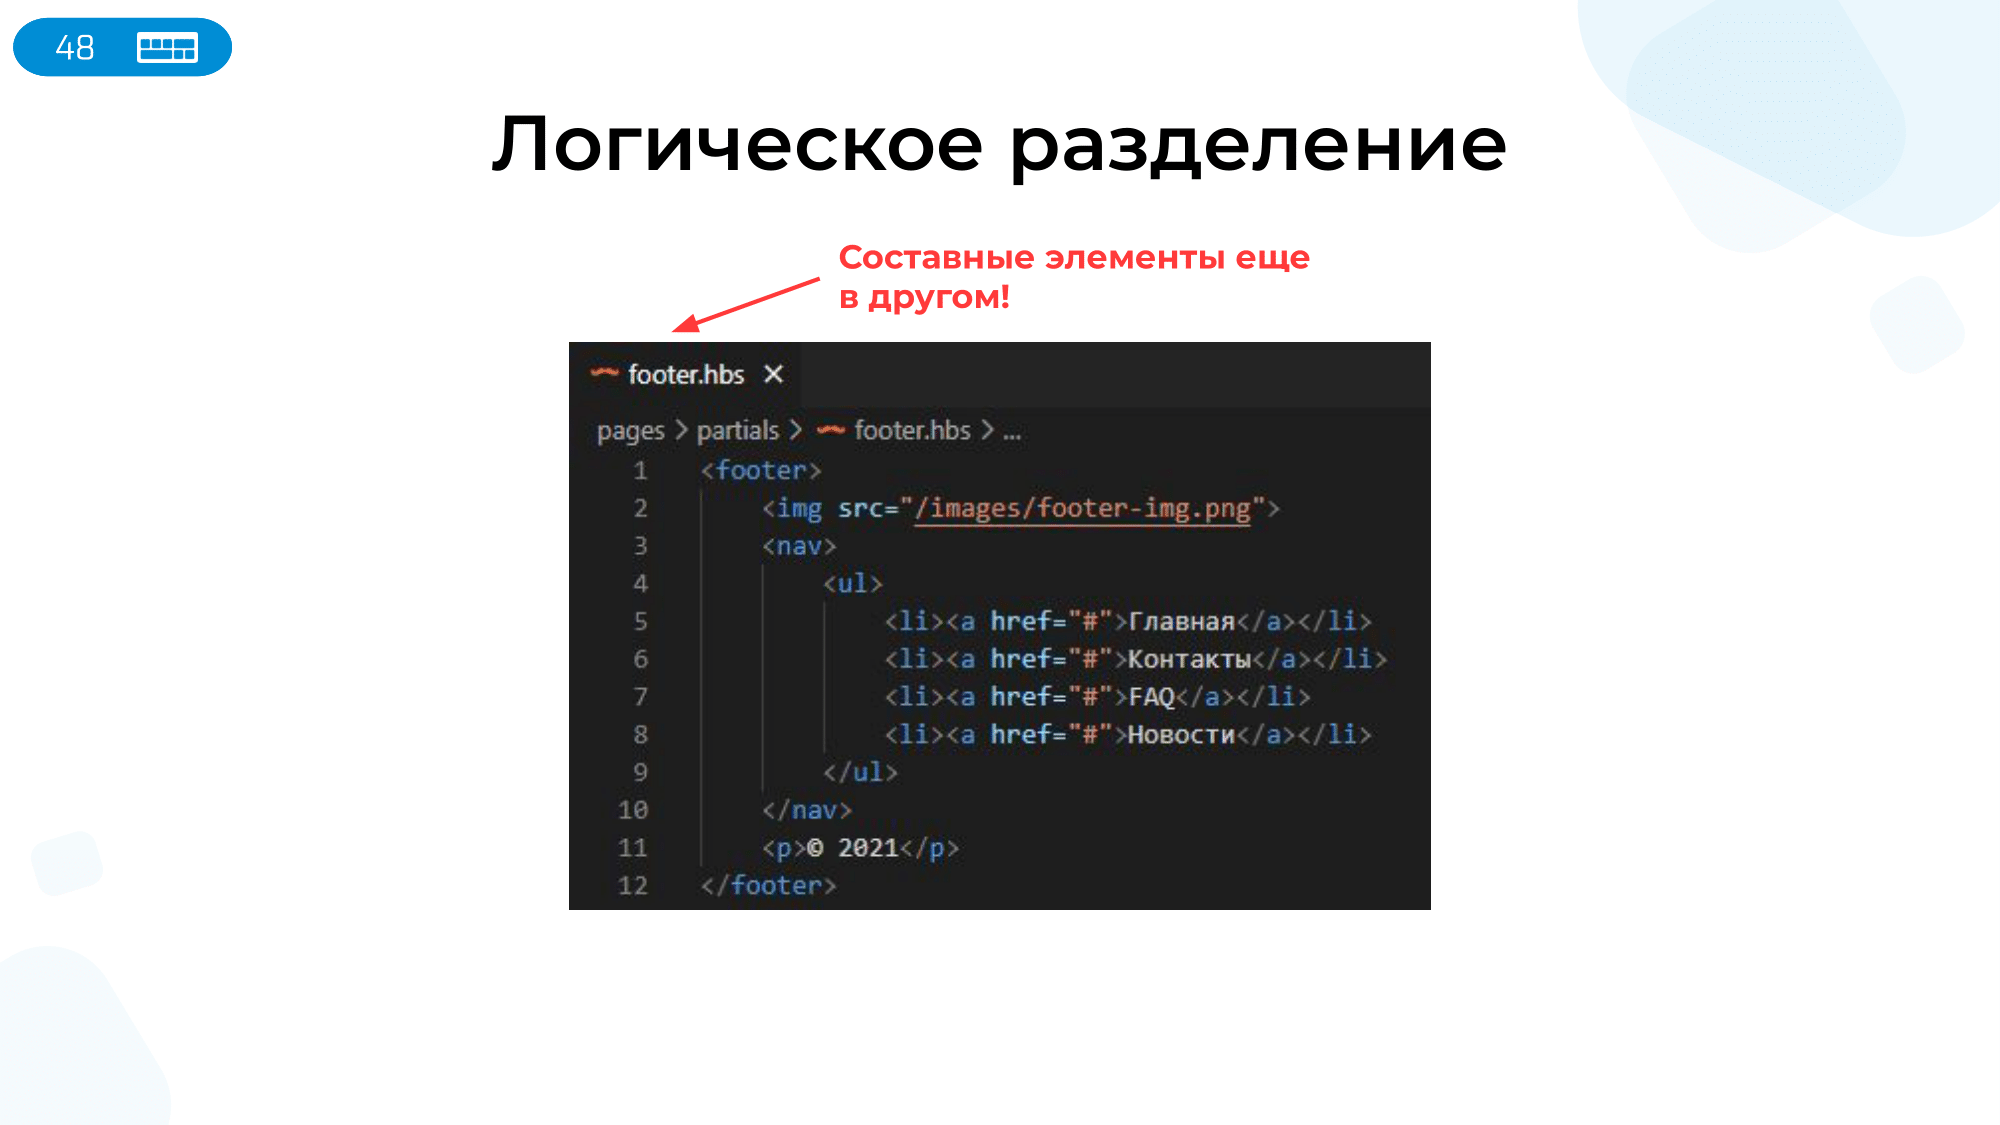 48
Логическое разделение
Составные элементы еще
в другом!
footer.hbs ×
pages > partials > footer.hbs > ...
1 <footer>
2 <img src="/images/footer-img.png">
3 <nav>
4 <ul>
5 <li><a href="#">Главная</a></li>
6 <li><a href="#">Контакты</a></li>
7 <li><a href="#">FAQ</a></li>
8 <li><a href="#">Новости</a></li>
9 </ul>
10 </nav>
11 <p>© 2021</p>
12 </footer>